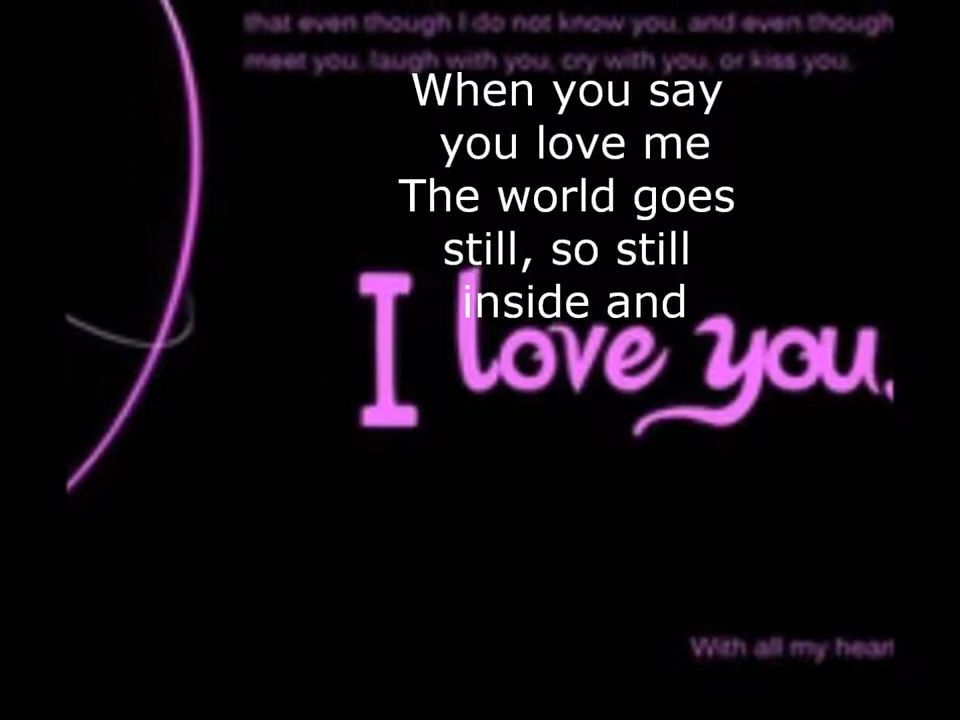 that even though I do not know you, and even though
meet you, laugh with you, cry with you, or kiss you,
When you say
you love me
The world goes
still, so still
inside and
I love you.
With all my heart